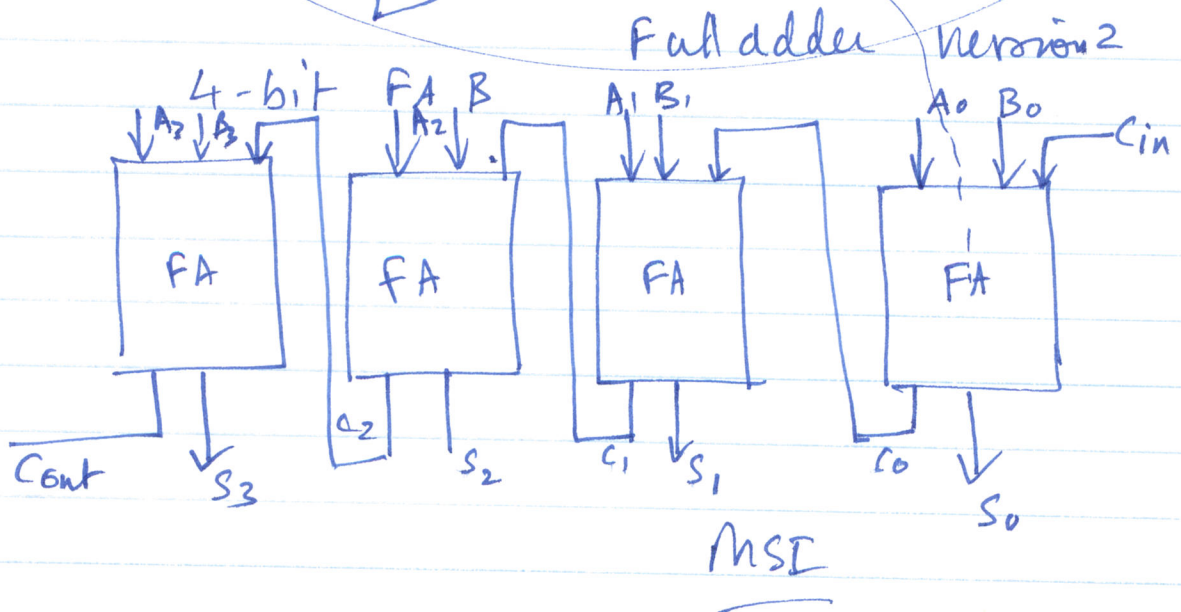 Full adder Version 2
4-bit FA B A1 B1 A0 B0
A3 B3 A2 Cin
FA FA FA FA
C2 S2 C1 S1 C0
Cout S3 S0
MSI